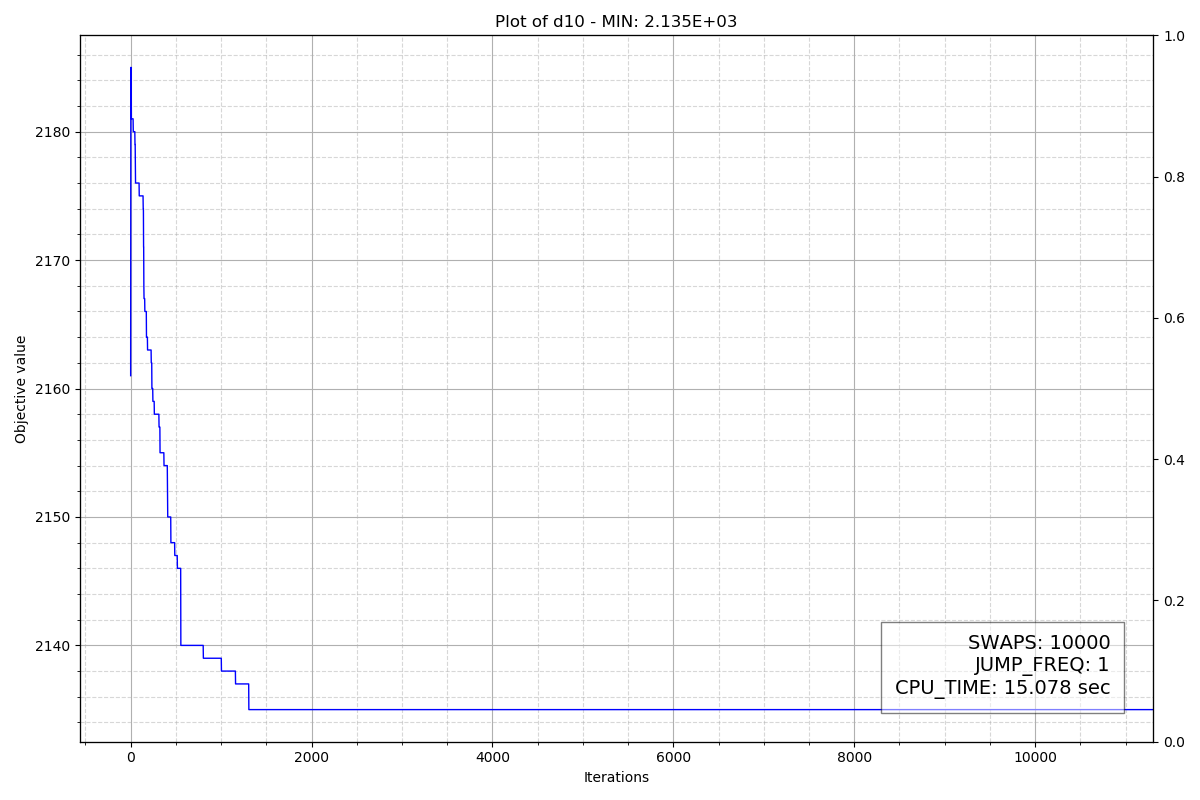 Plot of d10 - MIN: 2.135E+03
1.0
2180
0.8
2170
0.6
2160
Objective value
0.4
2150
0.2
2140
SWAPS: 10000
JUMP_FREQ: 1
CPU_TIME: 15.078 sec
0.0
0 2000 4000 6000 8000 10000
Iterations